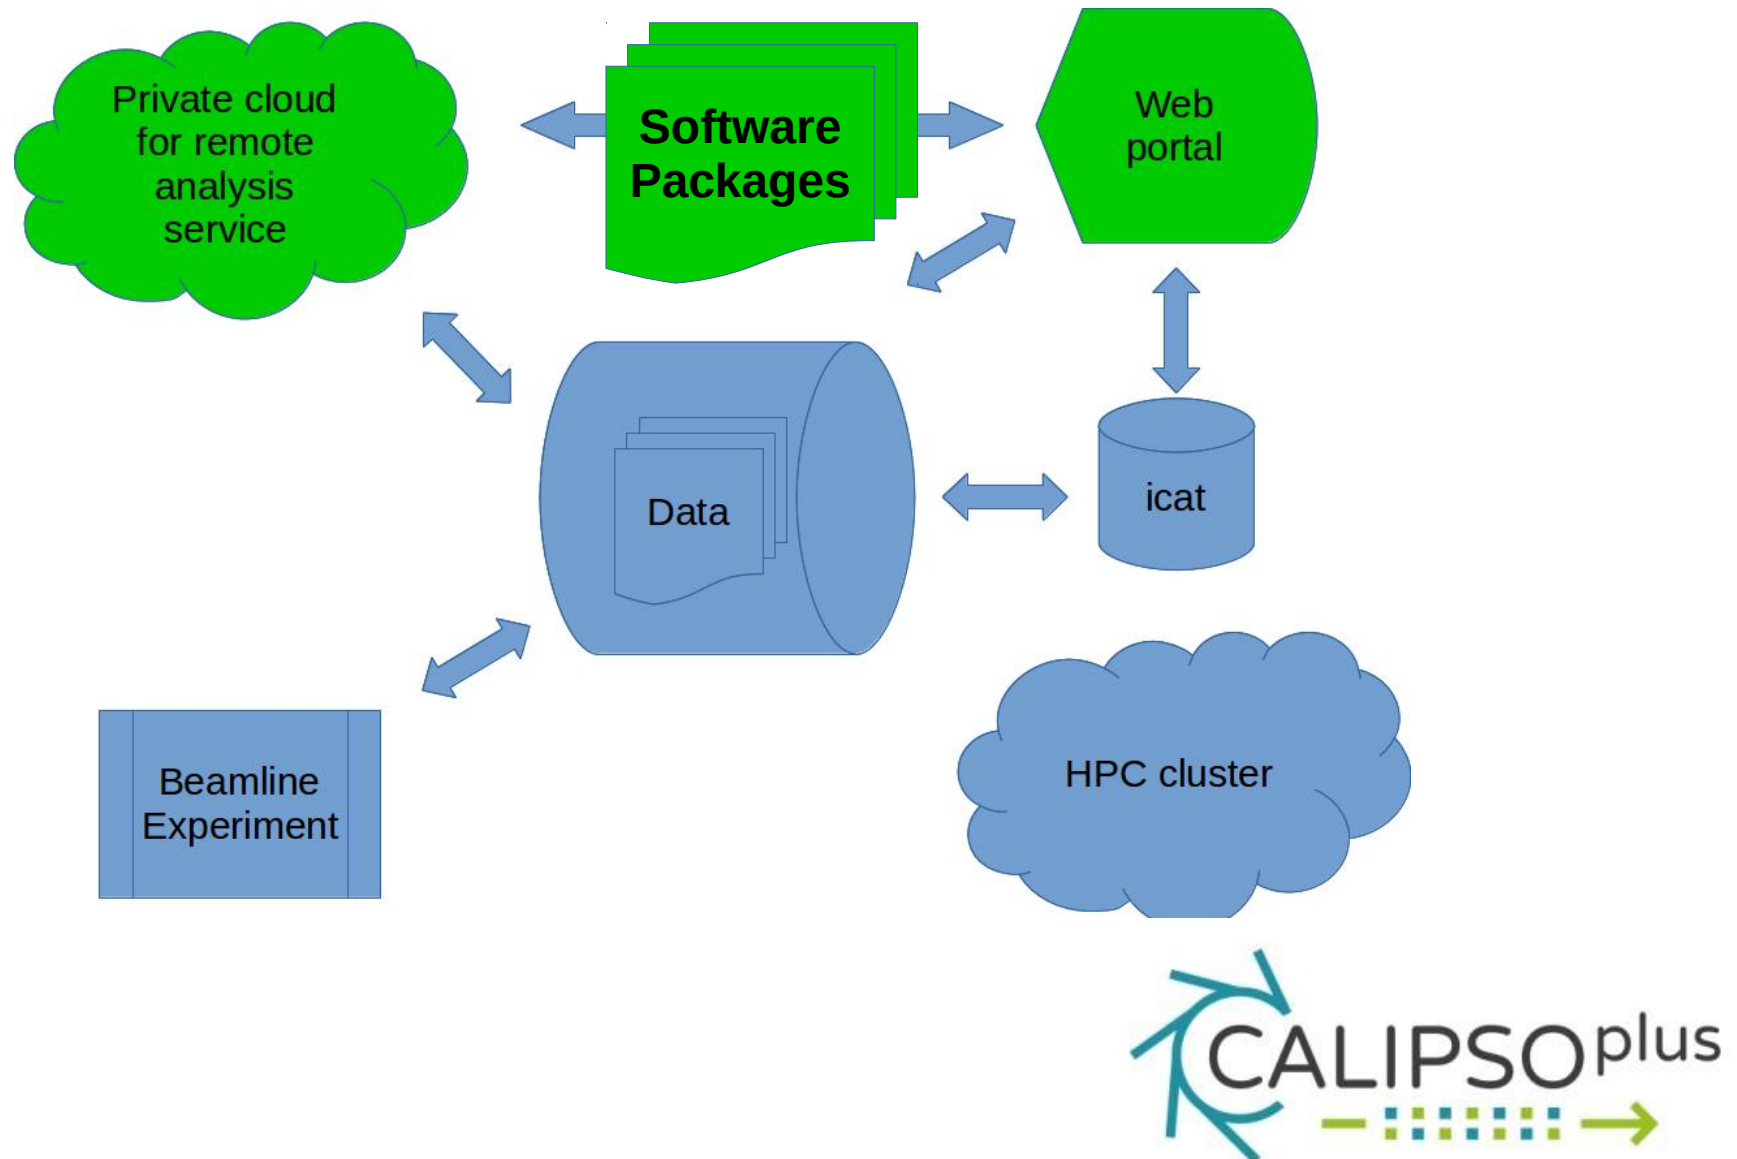 Private cloud
for remote
analysis
service
Software
Packages
Web
portal
Data
icat
Beamline
Experiment
HPC cluster
CALIPSOplus